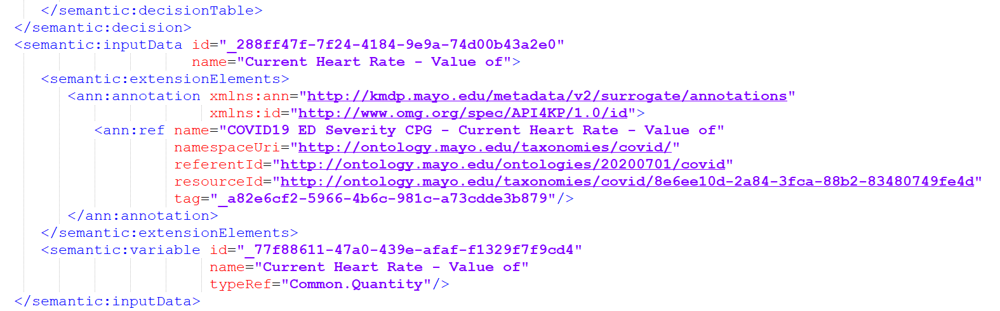 </semantic:decisionTable>
</semantic:decision>
<semantic:inputData id="_288ff47f-7f24-4184-9e9a-74d00b43a2e0"
name="Current Heart Rate - Value of">
<semantic:extensionElements>
<ann:annotation xmlns:ann="http://kmdp.mayo.edu/metadata/v2/surrogate/annotations"
xmlns:id="http://www.omg.org/spec/API4KP/1.0/id">
<ann:ref name="COVID19 ED Severity CPG - Current Heart Rate - Value of"
namespaceUri="http://ontology.mayo.edu/taxonomies/covid/"
referentId="http://ontology.mayo.edu/ontologies/20200701/covid"
resourceId="http://ontology.mayo.edu/taxonomies/covid/8e6ee10d-2a84-3fca-88b2-83480749fe4d"
tag="_a82e6cf2-5966-4b6c-981c-a73cdde3b879"/>
</ann:annotation>
</semantic:extensionElements>
<semantic:variable id="_77f88611-47a0-439e-afaf-f1329f7f9cd4"
name="Current Heart Rate - Value of"
typeRef="Common.Quantity"/>
</semantic:inputData>